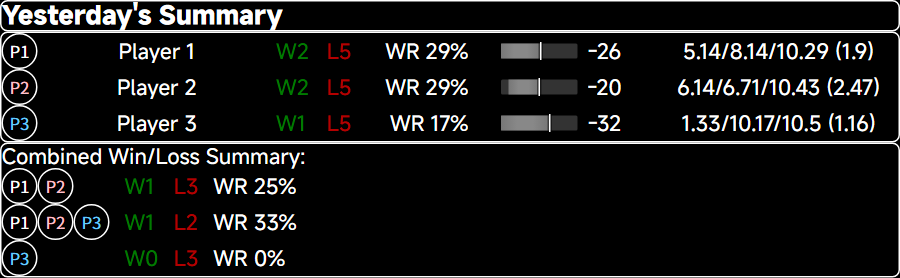 Yesterday's Summary
P1 Player 1 W2 L5 WR 29% -26 5.14/8.14/10.29 (1.9)
P2 Player 2 W2 L5 WR 29% -20 6.14/6.71/10.43 (2.47)
P3 Player 3 W1 L5 WR 17% -32 1.33/10.17/10.5 (1.16)
Combined Win/Loss Summary:
P1 P2 W1 L3 WR 25%
P1 P2 P3 W1 L2 WR 33%
P3 W0 L3 WR 0%